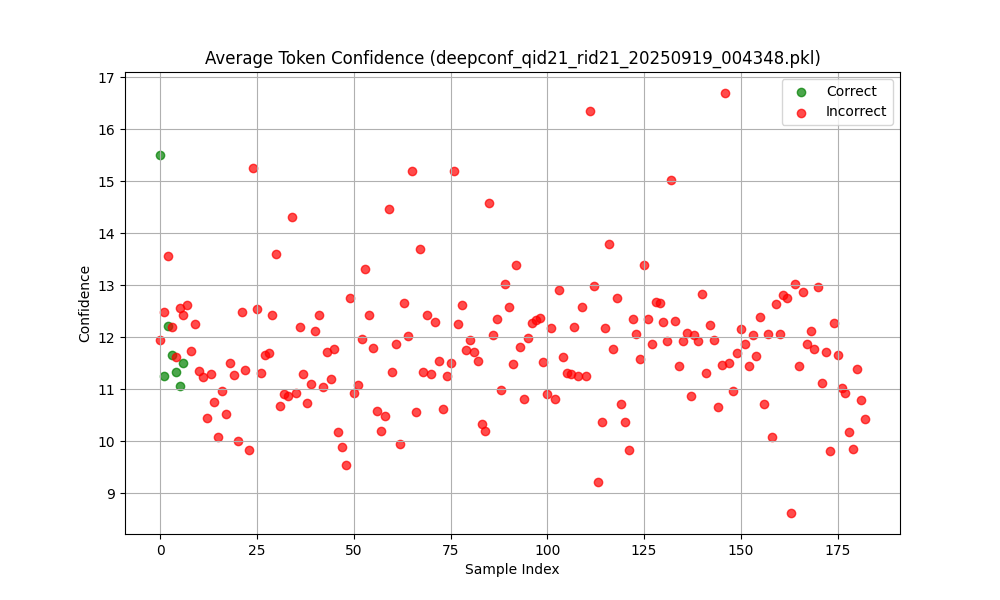 Average Token Confidence (deepconf_qid21_rid21_20250919_004348.pkl)
Correct
Incorrect
Confidence
17
16
15
14
13
12
11
10
9
0 25 50 75 100 125 150 175
Sample Index